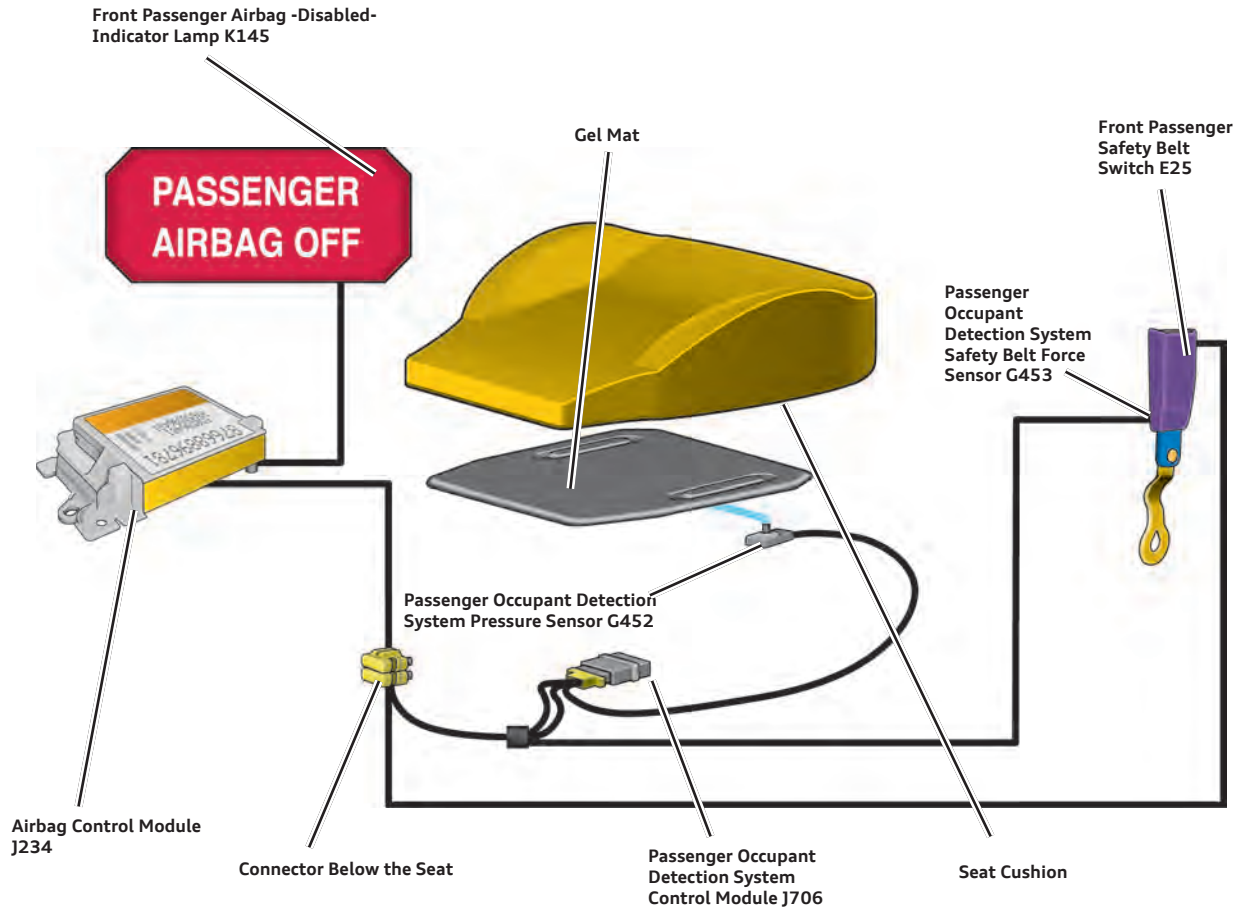 Front Passenger Airbag -Disabled-
Indicator Lamp K145
PASSENGER
AIRBAG OFF
Gel Mat
Front Passenger
Safety Belt
Switch E25
Passenger
Occupant
Detection System
Safety Belt Force
Sensor G453
Passenger Occupant Detection
System Pressure Sensor G452
Airbag Control Module
J234
Connector Below the Seat
Passenger Occupant
Detection System
Control Module J706
Seat Cushion